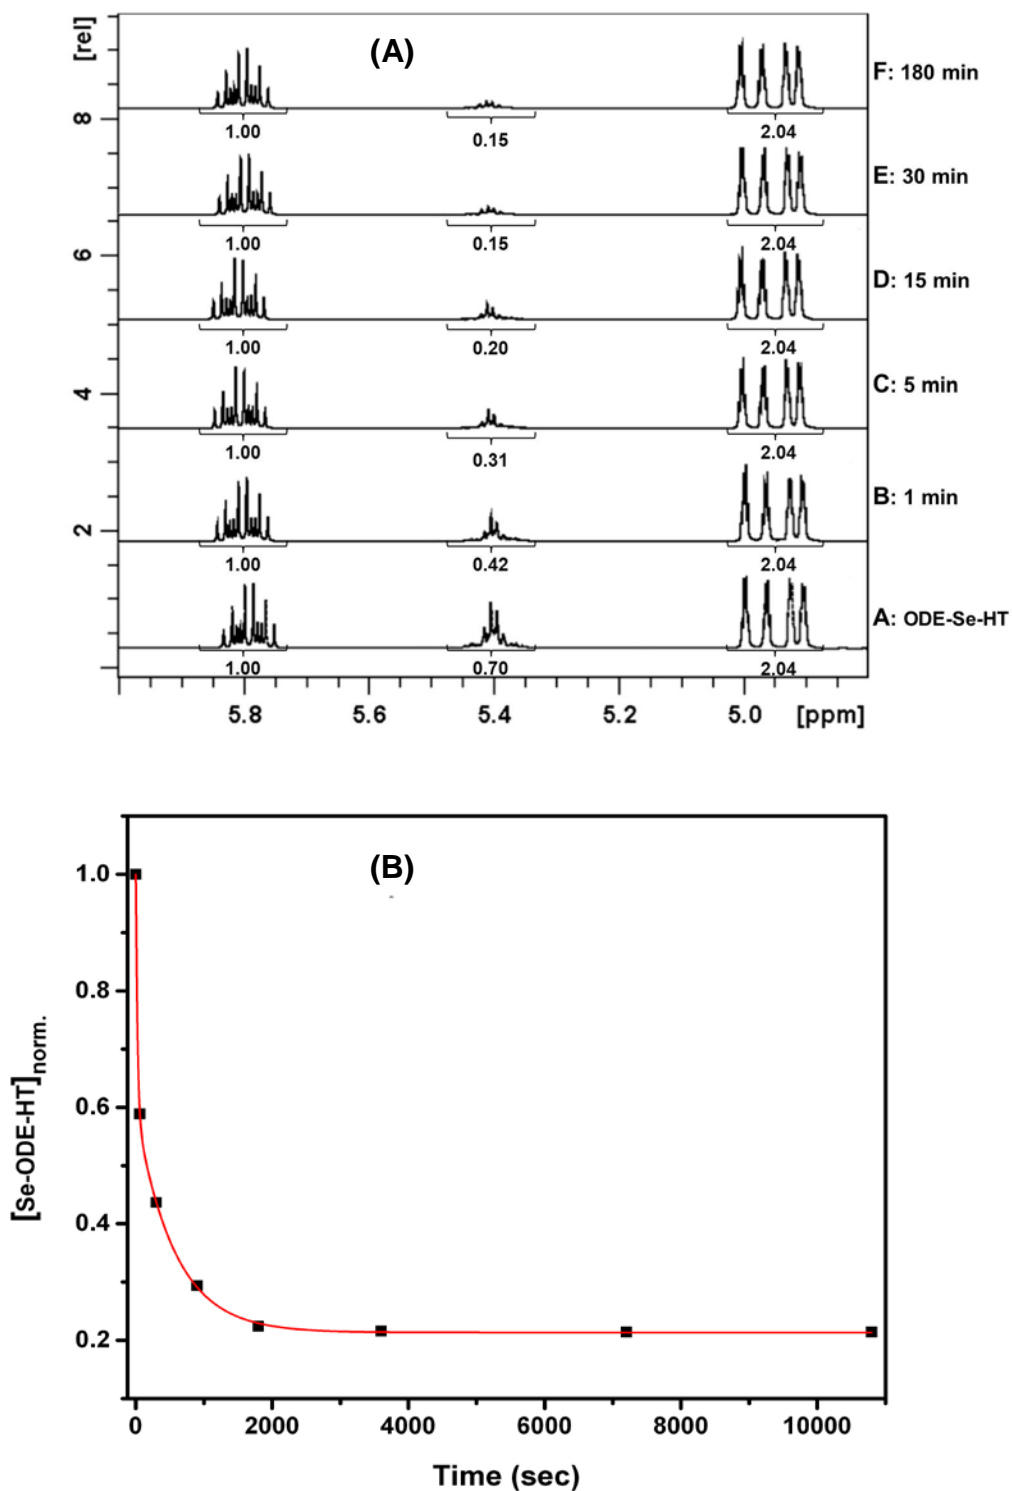 [rel]
(A)
8
6
4
2
F: 180 min
1.00 0.15 2.04
E: 30 min
1.00 0.15 2.04
D: 15 min
1.00 0.20 2.04
C: 5 min
1.00 0.31 2.04
B: 1 min
1.00 0.42 2.04
A: ODE-Se-HT
1.00 0.70 2.04
5.8 5.6 5.4 5.2 5.0 [ppm]
(B)
1.0
0.8
0.6
0.4
0.2
[Se-ODE-HT]norm.
0 2000 4000 6000 8000 10000
Time (sec)